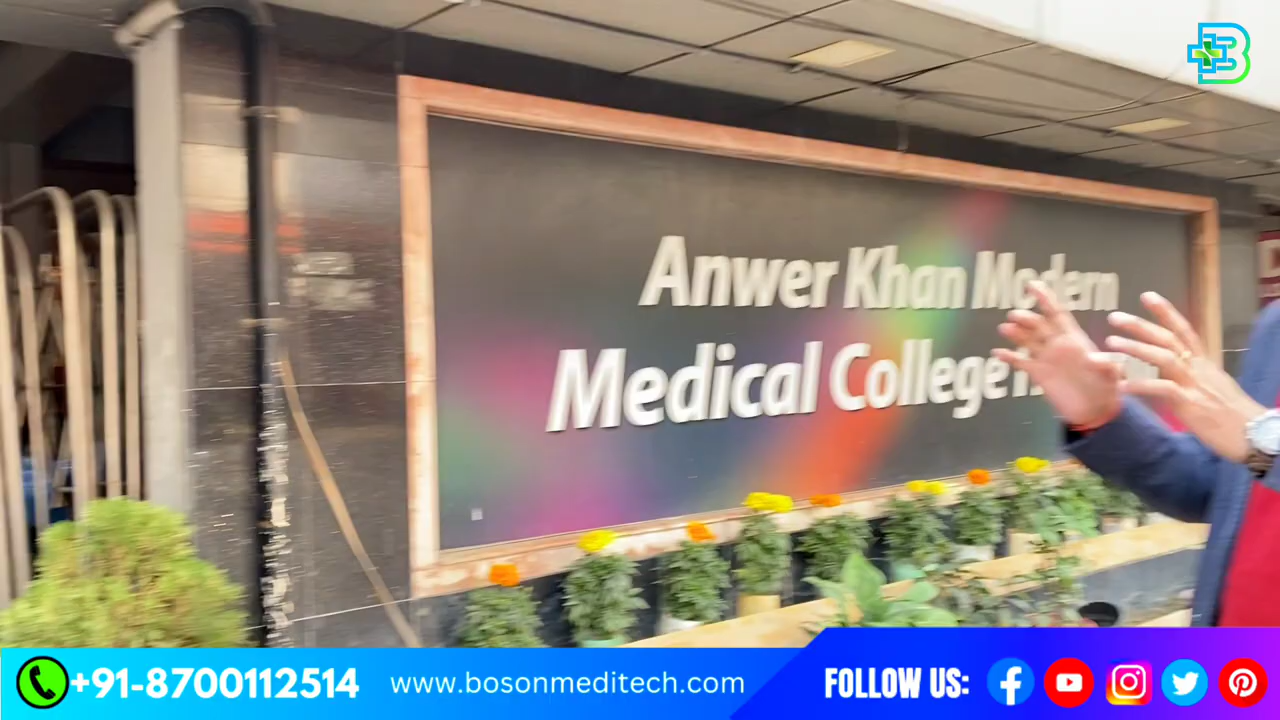 Anwer Khan Modern
Medical College
+91-8700112514
www.bosonmeditech.com
FOLLOW US: